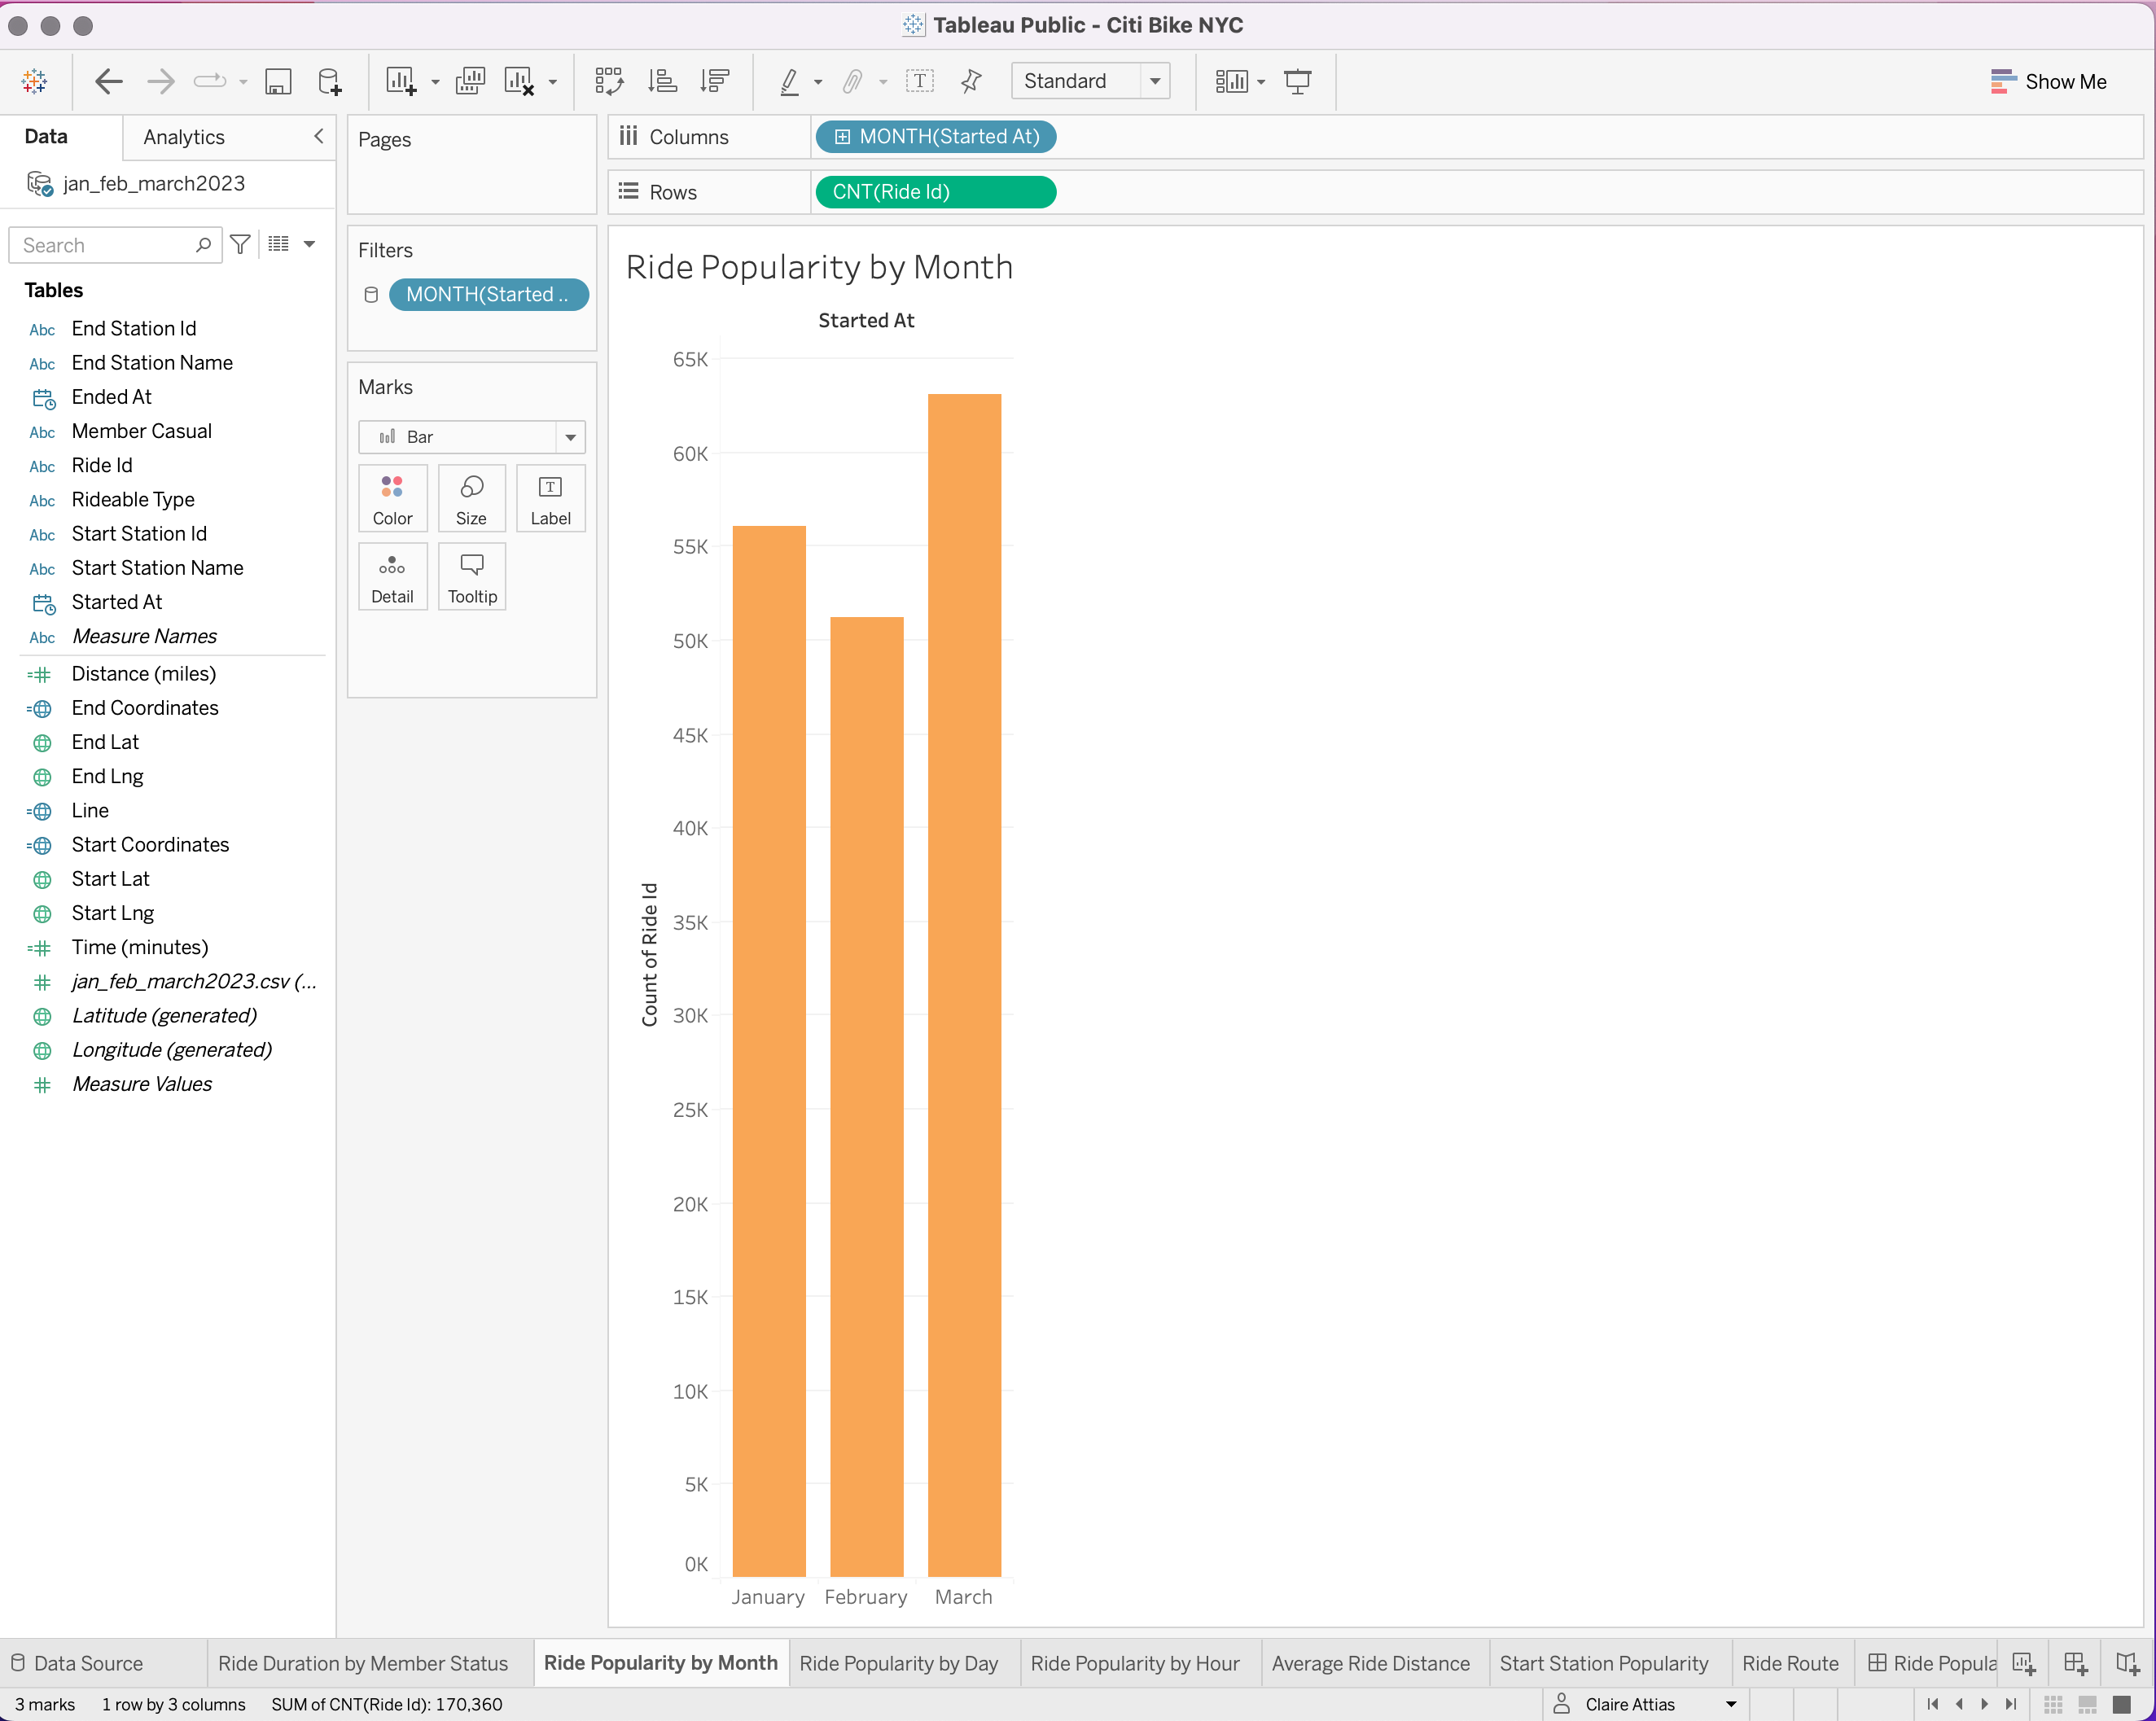 Tableau Public - Citi Bike NYC
Standard
Show Me
Data
Analytics
jan_feb_march2023
Search
Tables
Abc End Station Id
Abc End Station Name
Ended At
Abc Member Casual
Abc Ride Id
Abc Rideable Type
Abc Start Station Id
Abc Start Station Name
Started At
Abc Measure Names
Distance (miles)
End Coordinates
End Lat
End Lng
Line
Start Coordinates
Start Lat
Start Lng
Time (minutes)
jan_feb_march2023.csv (...
Latitude (generated)
Longitude (generated)
Measure Values
Pages
Filters
MONTH(Started ..
Marks
Bar
Color Size Label
Detail Tooltip
Columns MONTH(Started At)
Rows CNT(Ride Id)
Ride Popularity by Month
Started At
65K
60K
55K
50K
45K
40K
35K
30K
25K
20K
15K
10K
5K
0K
Count of Ride Id
January February March
Data Source Ride Duration by Member Status Ride Popularity by Month Ride Popularity by Day Ride Popularity by Hour Average Ride Distance Start Station Popularity Ride Route Ride Popula
3 marks 1 row by 3 columns SUM of CNT(Ride Id): 170,360 Claire Attias